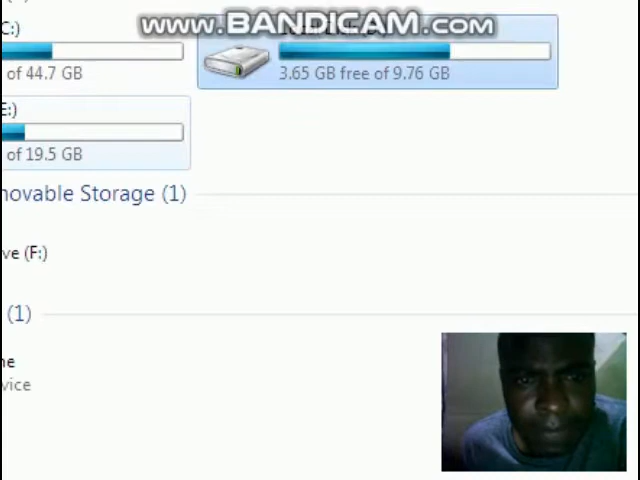 www.BANDICAM.com
C:)
of 44.7 GB
3.65 GB free of 9.76 GB
E:)
of 19.5 GB
movable Storage (1)
ve (F:)
(1)
ne
vice